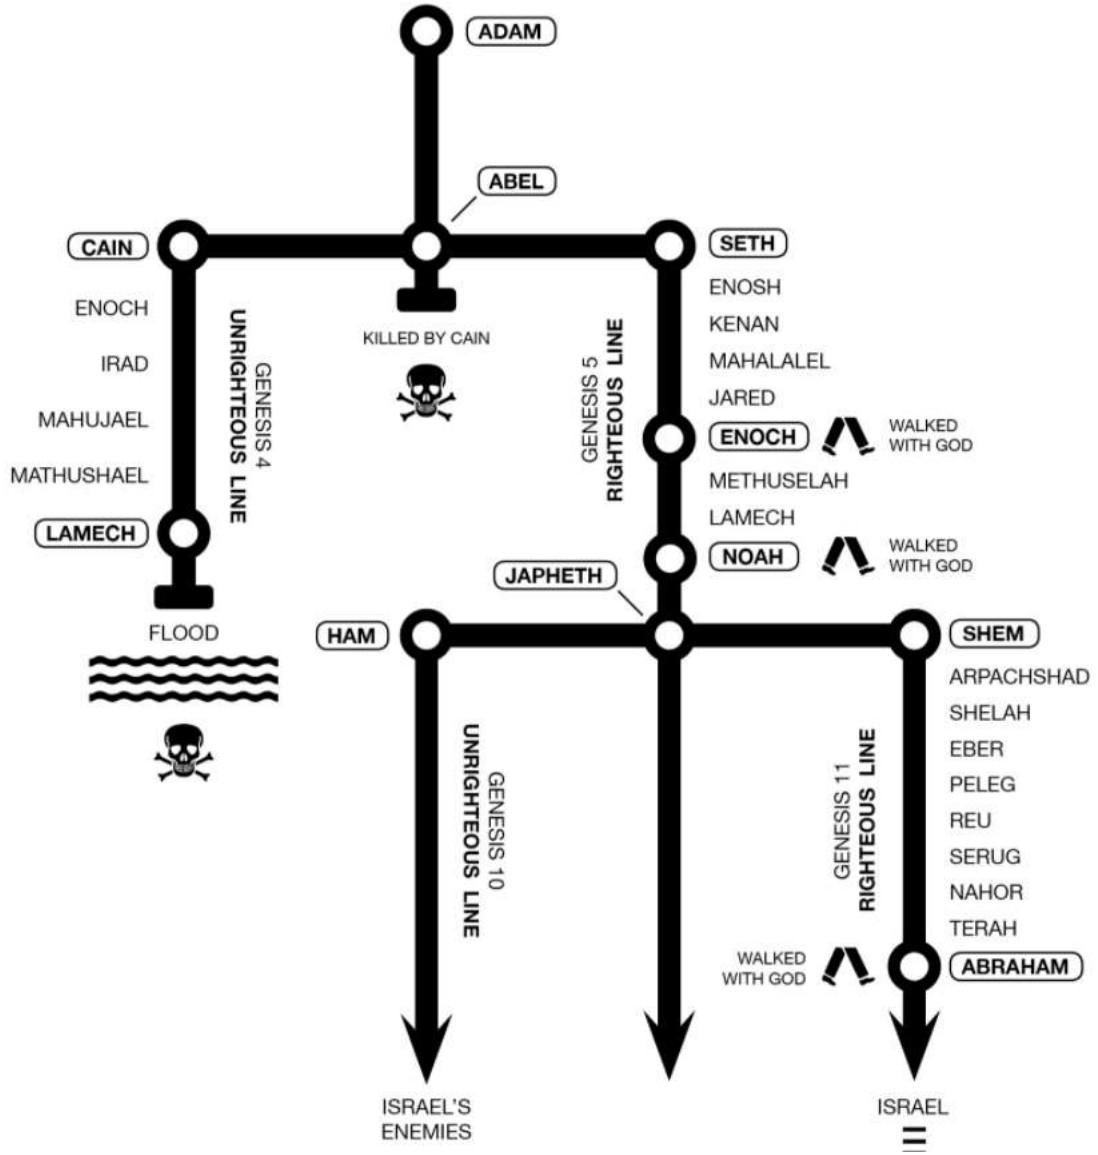 ADAM
ABEL
CAIN
SETH
ENOCH
IRAD
MAHUJAEL
MATHUSHAEL
LAMECH
GENESIS 4
UNRIGHTEOUS LINE
FLOOD
KILLED BY CAIN
GENESIS 5
RIGHTEOUS LINE
ENOSH
KENAN
MAHALALEL
JARED
ENOCH
WALKED
WITH GOD
METHUSELAH
LAMECH
NOAH
WALKED
WITH GOD
JAPHETH
HAM
SHEM
GENESIS 10
UNRIGHTEOUS LINE
ISRAEL'S
ENEMIES
GENESIS 11
RIGHTEOUS LINE
ARPACHSHAD
SHELAH
EBER
PELEG
REU
SERUG
NAHOR
TERAH
WALKED
WITH GOD
ABRAHAM
ISRAEL